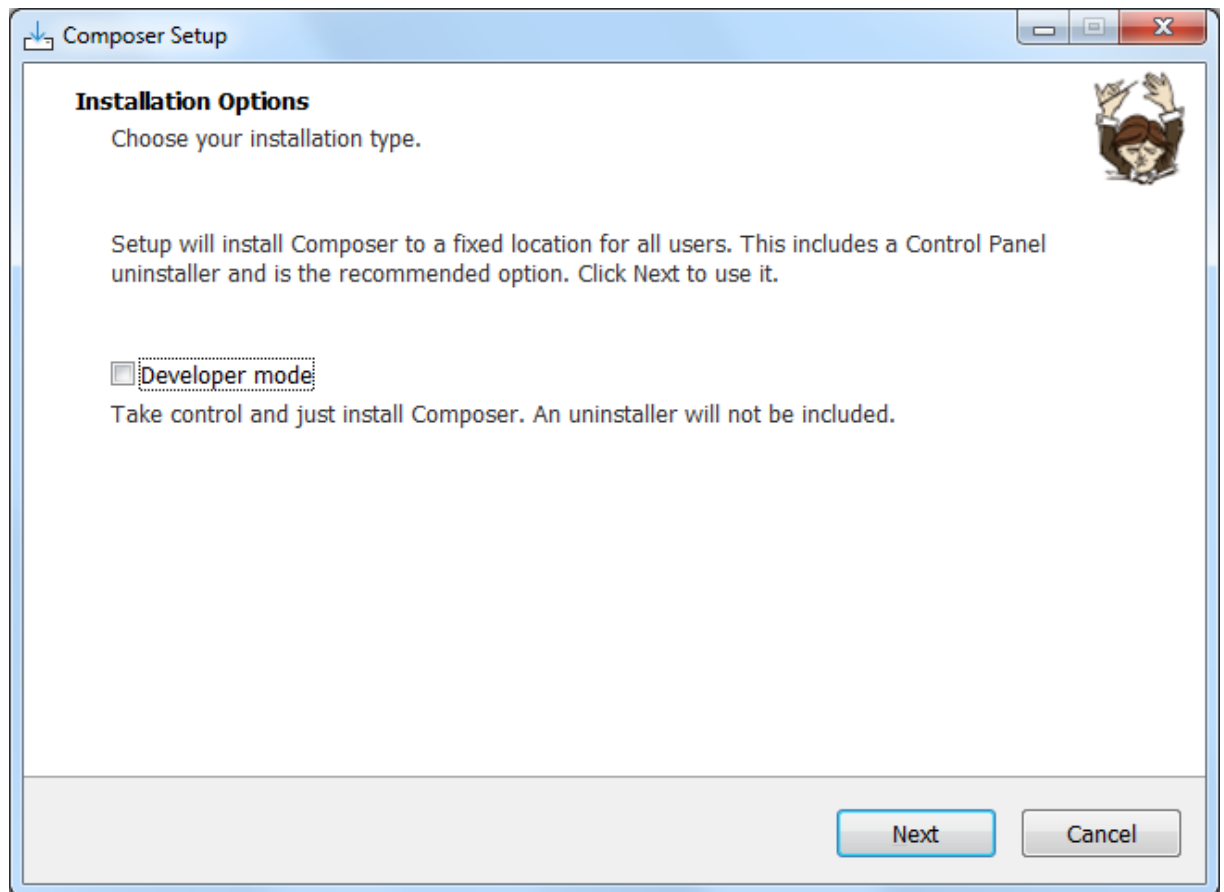 Composer Setup
Installation Options
Choose your installation type.
Setup will install Composer to a fixed location for all users. This includes a Control Panel
uninstaller and is the recommended option. Click Next to use it.
Developer mode
Take control and just install Composer. An uninstaller will not be included.
Next
Cancel